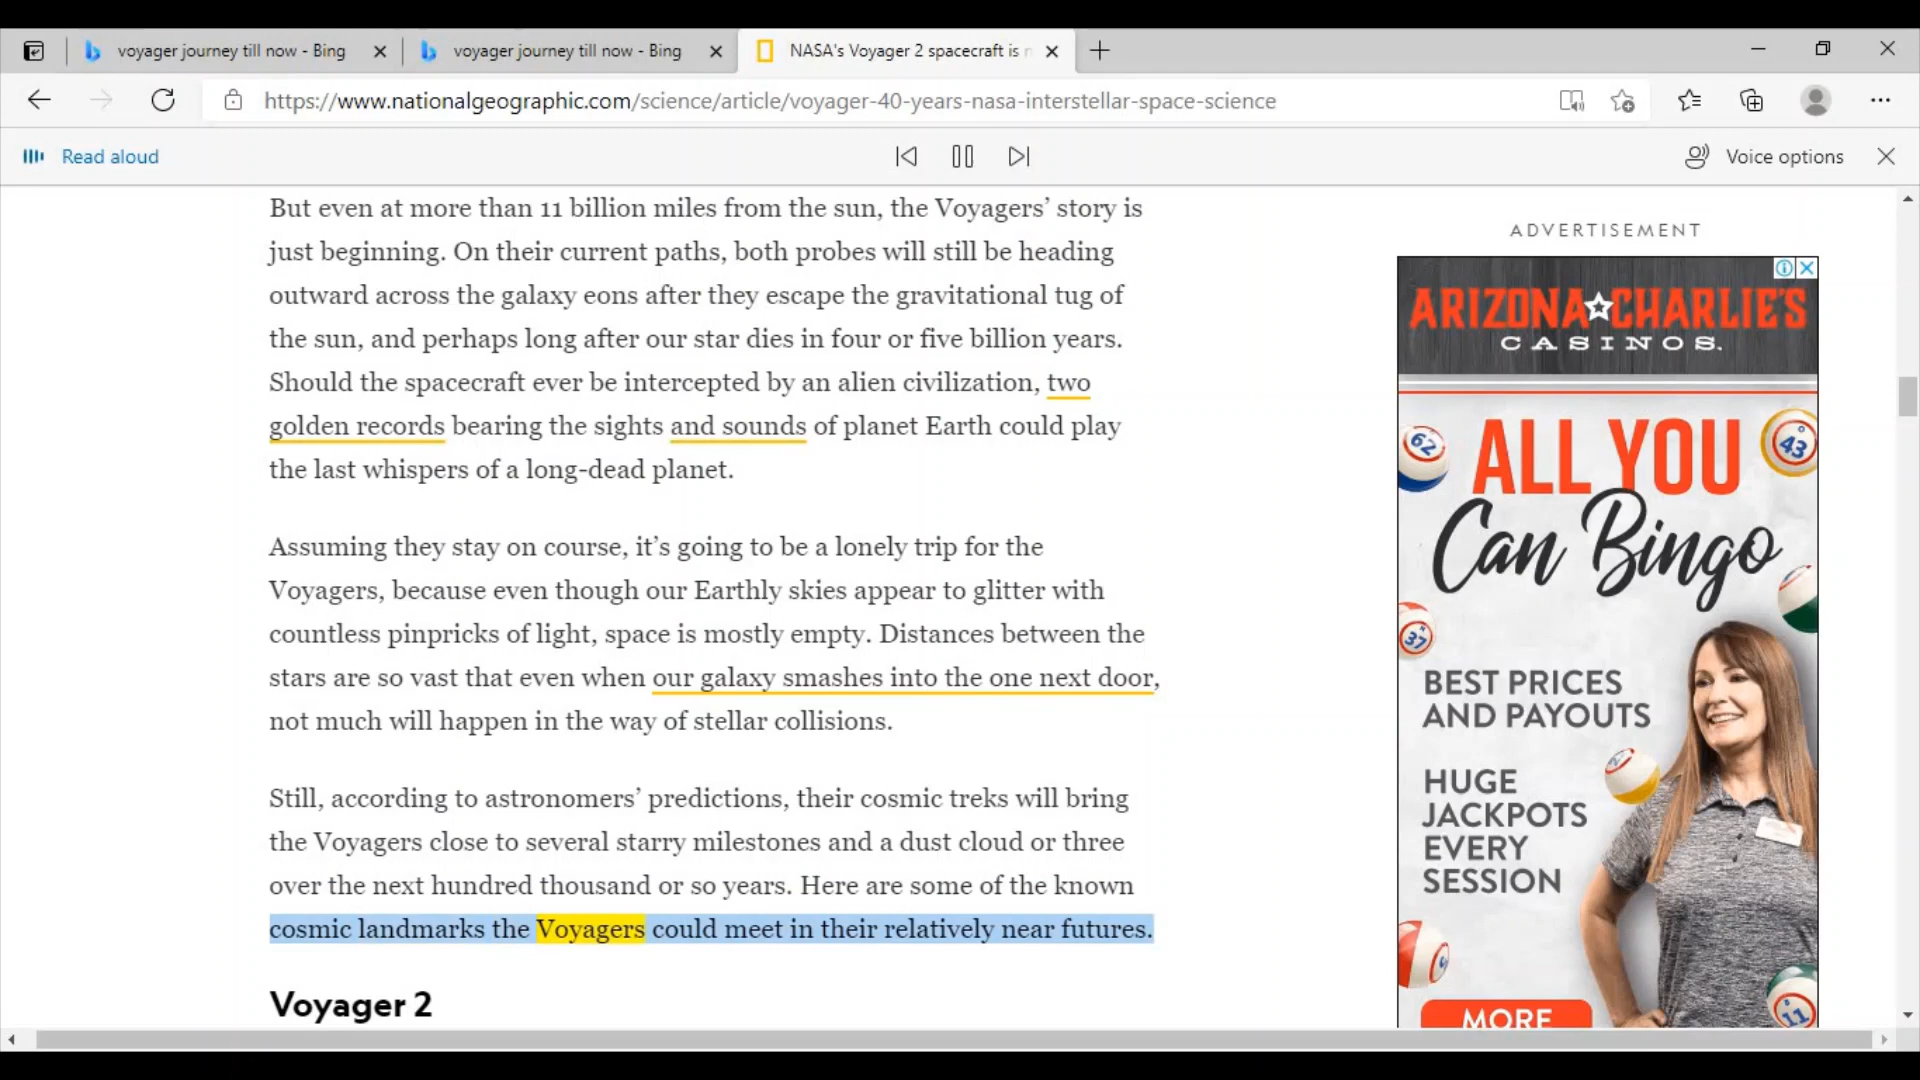 voyager journey till now - Bing
voyager journey till now - Bing
NASA's Voyager 2 spacecraft is
https://www.nationalgeographic.com/science/article/voyager-40-years-nasa-interstellar-space-science
Read aloud
Voice options
But even at more than 11 billion miles from the sun, the Voyagers’ story is
just beginning. On their current paths, both probes will still be heading
outward across the galaxy eons after they escape the gravitational tug of
the sun, and perhaps long after our star dies in four or five billion years.
Should the spacecraft ever be intercepted by an alien civilization, two
golden records bearing the sights and sounds of planet Earth could play
the last whispers of a long-dead planet.
Assuming they stay on course, it’s going to be a lonely trip for the
Voyagers, because even though our Earthly skies appear to glitter with
countless pinpricks of light, space is mostly empty. Distances between the
stars are so vast that even when our galaxy smashes into the one next door,
not much will happen in the way of stellar collisions.
Still, according to astronomers’ predictions, their cosmic treks will bring
the Voyagers close to several starry milestones and a dust cloud or three
over the next hundred thousand or so years. Here are some of the known
cosmic landmarks the Voyagers could meet in their relatively near futures.
Voyager 2
ADVERTISEMENT
ARIZONA CHARLIE'S
CASINOS.
62
43
ALL YOU
Can Bingo
37
BEST PRICES
AND PAYOUTS
HUGE
JACKPOTS
EVERY
SESSION
11
MORE